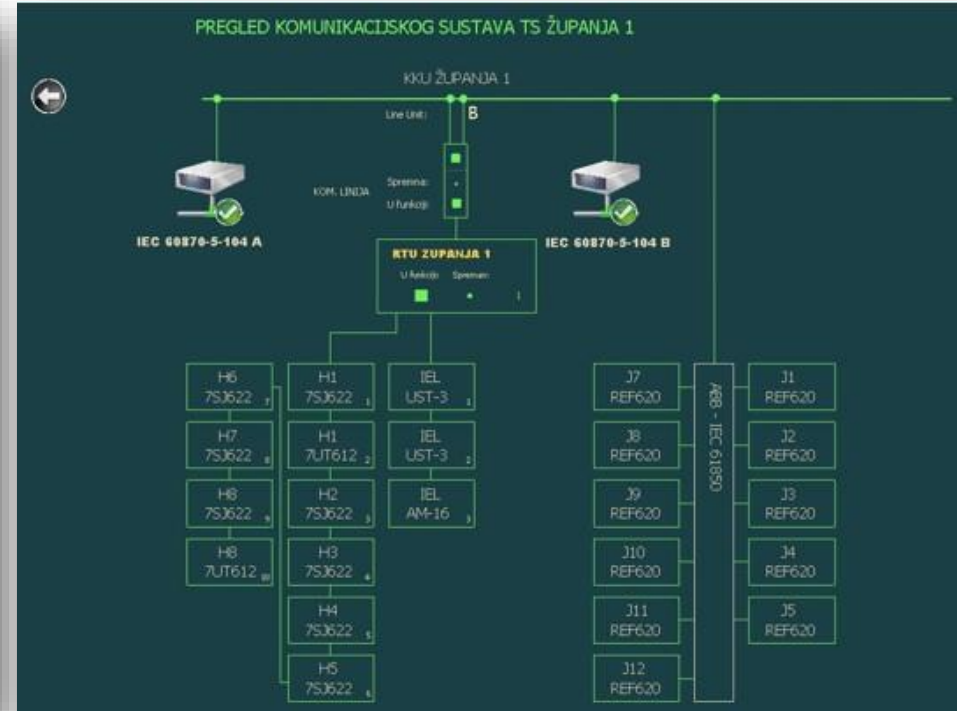 PREGLED KOMUNIKACIJSKOG SUSTAVA TS ŽUPANJA 1
KKU ŽUPANJA 1
Line Unit:
B
KOM. LINIJA
Spremna:
U funkciji:
IEC 60870-5-104 A
IEC 60870-5-104 B
RTU ZUPANJA 1
U funkciji:
Spreman:
1
H6
7SJ622 7
H7
7SJ622 8
H8
7SJ622 9
H8
7UT612 10
H1
7SJ622 1
H1
7UT612 2
H2
7SJ622 3
H3
7SJ622 4
H4
7SJ622 5
H5
7SJ622 6
IEL
UST-3 1
IEL
UST-3 2
IEL
AM-16 3
J7
REF620
J8
REF620
J9
REF620
J10
REF620
J11
REF620
J12
REF620
ABB - IEC 61850
J1
REF620
J2
REF620
J3
REF620
J4
REF620
J5
REF620